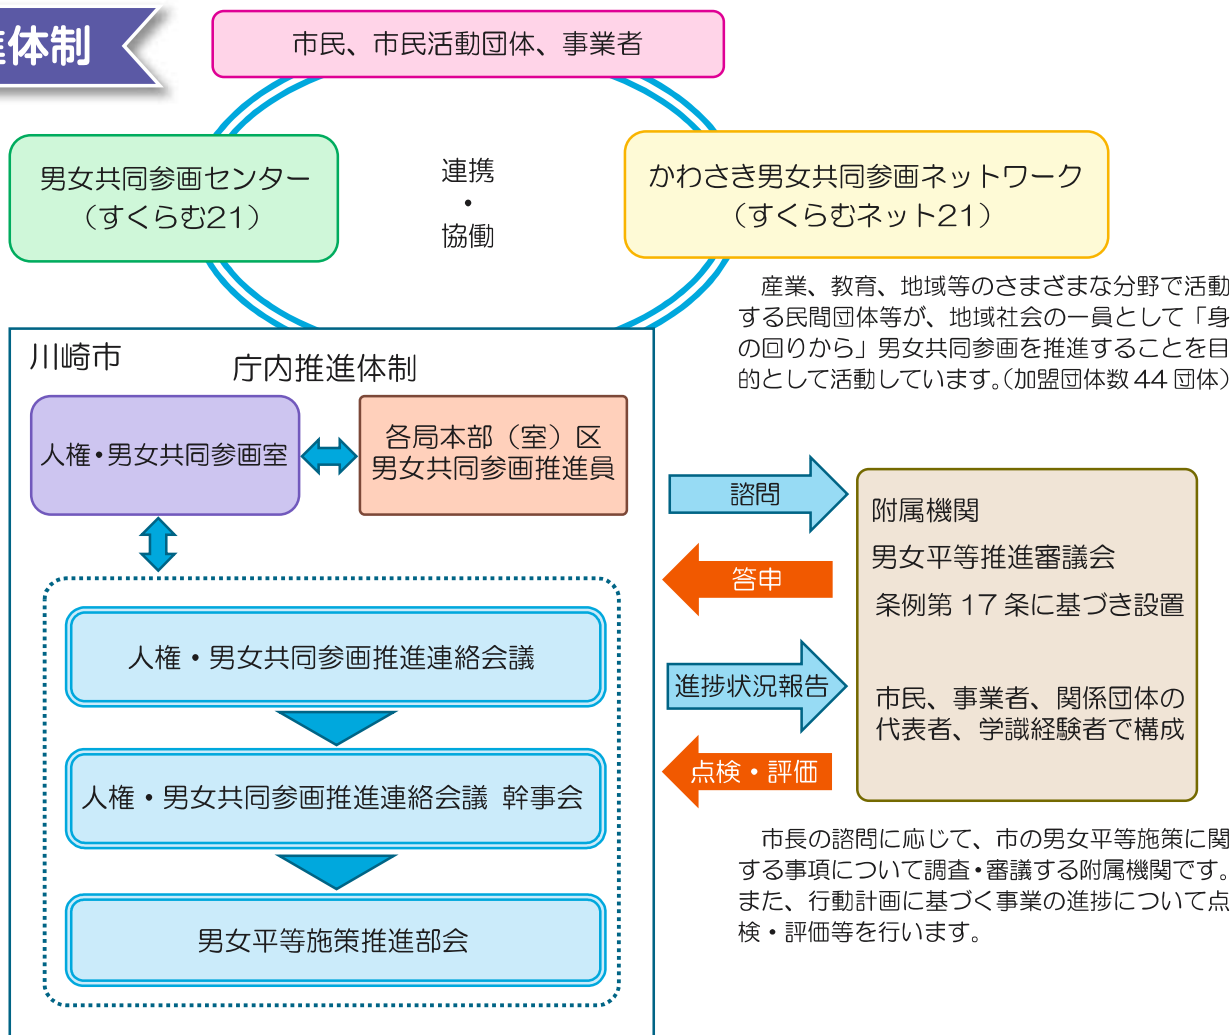 体制
市民、市民活動団体、事業者
男女共同参画センター
（すくらむ21）
連携
・
協働
かわさき男女共同参画ネットワーク
（すくらむネット21）
産業、教育、地域等のさまざまな分野で活動
する民間団体等が、地域社会の一員として「身
の回りから」男女共同参画を推進することを目
的として活動しています。（加盟団体数 44 団体）
川崎市
庁内推進体制
人権・男女共同参画室
各局本部（室）区
男女共同参画推進員
人権・男女共同参画推進連絡会議
人権・男女共同参画推進連絡会議 幹事会
男女平等施策推進部会
諮問
答申
進捗状況報告
点検・評価
附属機関
男女平等推進審議会
条例第 17 条に基づき設置
市民、事業者、関係団体の
代表者、学識経験者で構成
市長の諮問に応じて、市の男女平等施策に関
する事項について調査・審議する附属機関です。
また、行動計画に基づく事業の進捗について点
検・評価等を行います。